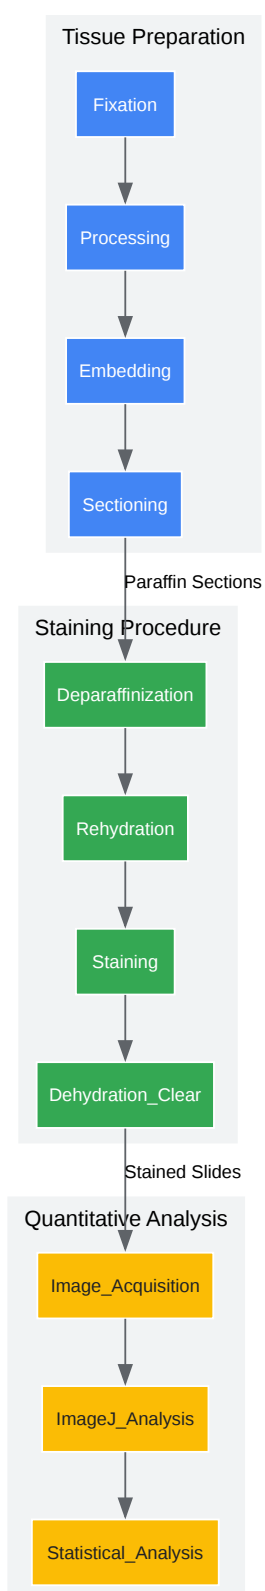 Tissue Preparation
Fixation
Processing
Embedding
Sectioning
Paraffin Sections
Staining Procedure
Deparaffinization
Rehydration
Staining
Dehydration_Clear
Stained Slides
Quantitative Analysis
Image_Acquisition
ImageJ_Analysis
Statistical_Analysis